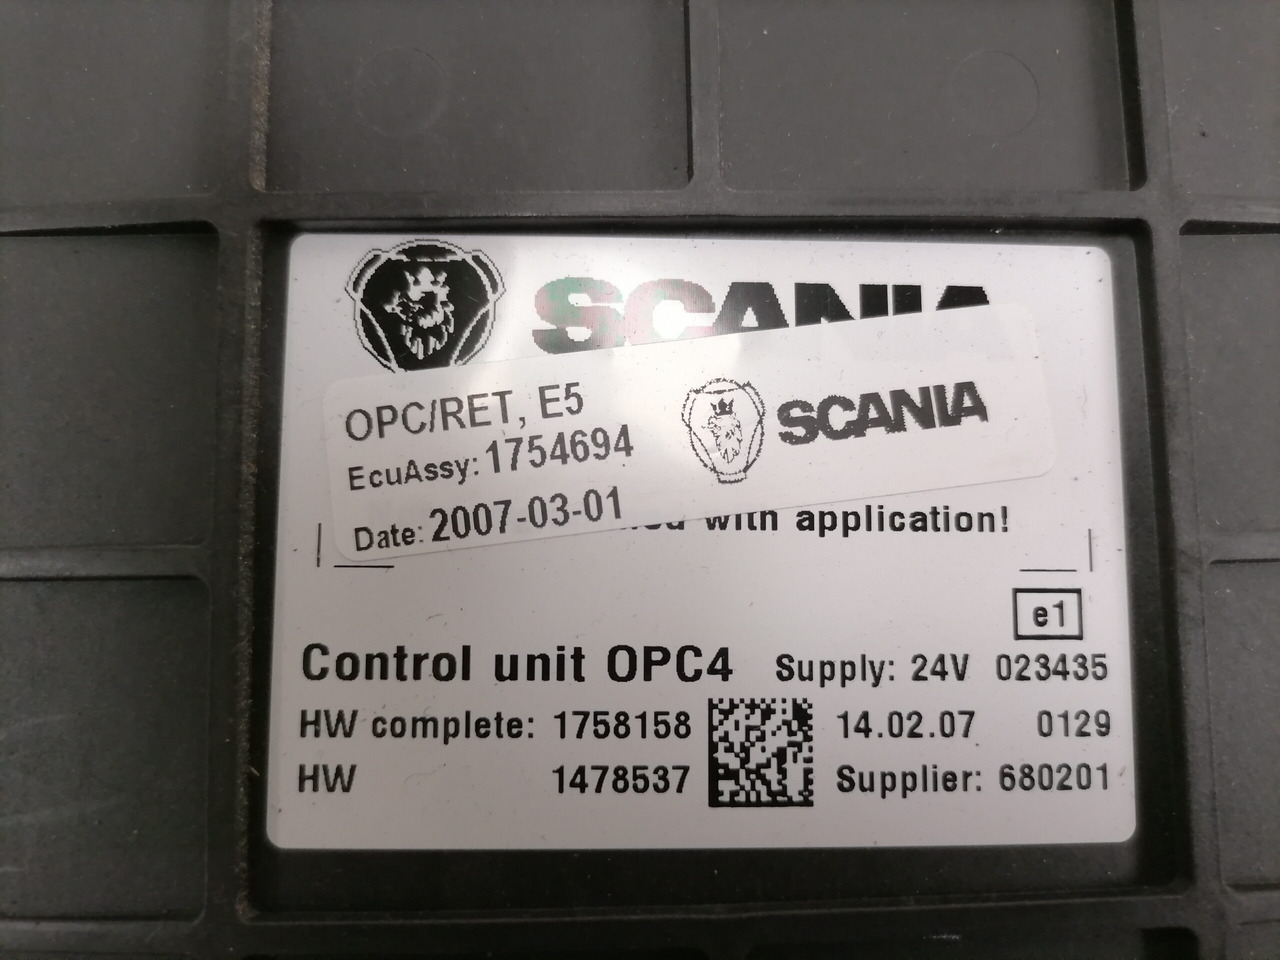 SCANIA
OPC/RET, E5
SCANIA
EcuAssy: 1754694
Date: 2007-03-01
with application!
e1
Control unit OPC4 Supply: 24V 023435
HW complete: 1758158 14.02.07 0129
HW 1478537 Supplier: 680201